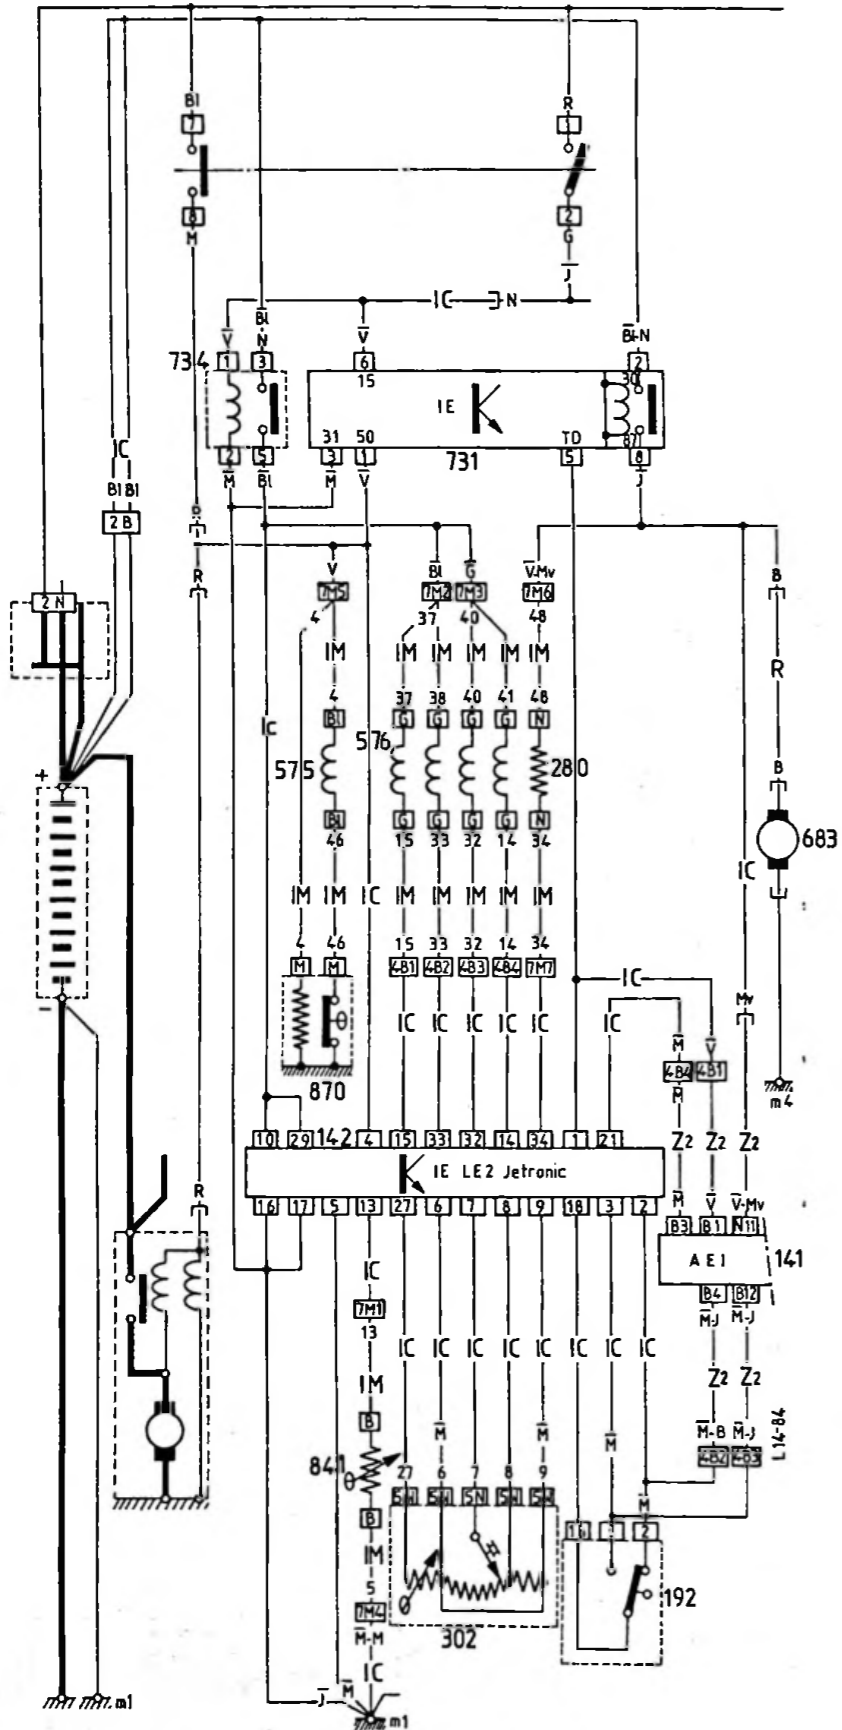 Bl R
7 1
8 2
M G
J
IC N
V Bl N V Bl-N
734 1 3 6 2
15 30
IE
31 50 TD 87
2 5 3 1 731 5 8
M Bl M V J
IC
Bl Bl
2 B
R
V Bl G V-Mv B
7M5 7M2 7M3 7M6
4 37 40 48
2 N
IM IM IM IM IM IM R
4 37 38 40 41 48
Bl G G G G N
IC
575 576 280 B
+
Bl G G G G N 683
46 15 33 32 14 34
IC
IM IM IC IM IM IM IM IM
4 46 15 33 32 14 34
M M 4B1 4B2 4B3 4B4 7M7
IC
Mv
-
IC IC IC IC IC IC
M V
θ 4B4 4B1
870 M m4
10 29 142 4 15 33 32 14 34 1 21 Z2 Z2 Z2
IE LE2 Jetronic
R M V V-Mv
16 17 5 13 27 6 7 8 9 18 3 2 B3 B1 N11
AEI 141
B4 B12
IC M-J M-J
7M1
13 IC IC IC IC IC IC IC IC Z2 Z2
IM
B M M M M-B M-J
4B2 4B3
L14-84
841 27 6 7 8 9
θ 5N M
B 1 2
IM
5
7M4 192
M-M 302
IC
J M
m1 m1